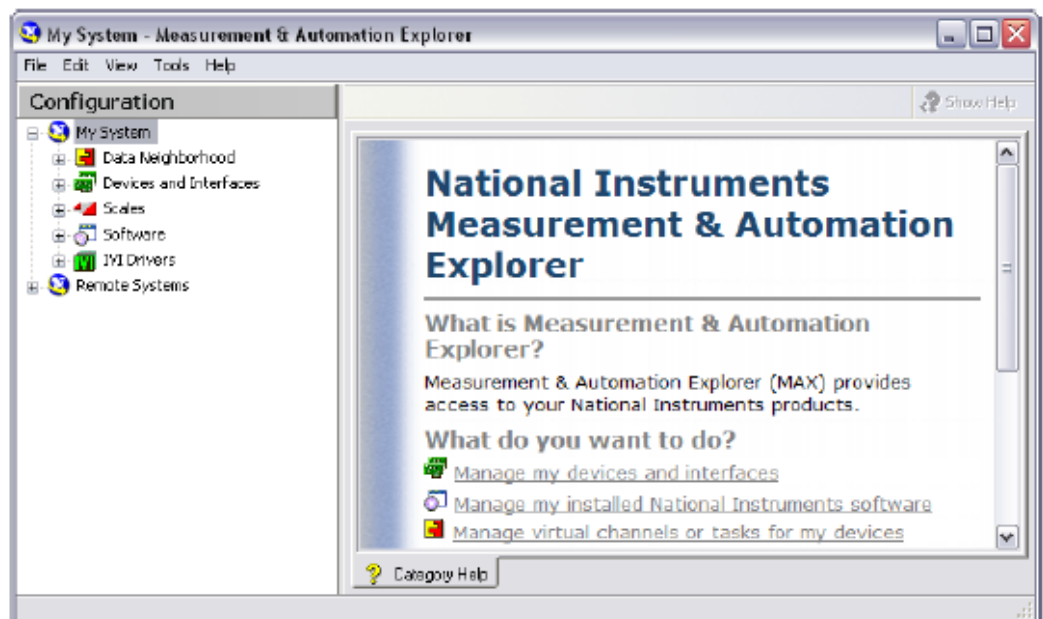 My System - Measurement & Automation Explorer
File Edit View Tools Help
Configuration
Show Help
My System
Data Neighborhood
Devices and Interfaces
Scales
Software
IVI Drivers
Remote Systems
National Instruments
Measurement & Automation
Explorer
What is Measurement & Automation
Explorer?
Measurement & Automation Explorer (MAX) provides
access to your National Instruments products.
What do you want to do?
Manage my devices and interfaces
Manage my installed National Instruments software
Manage virtual channels or tasks for my devices
Category Help